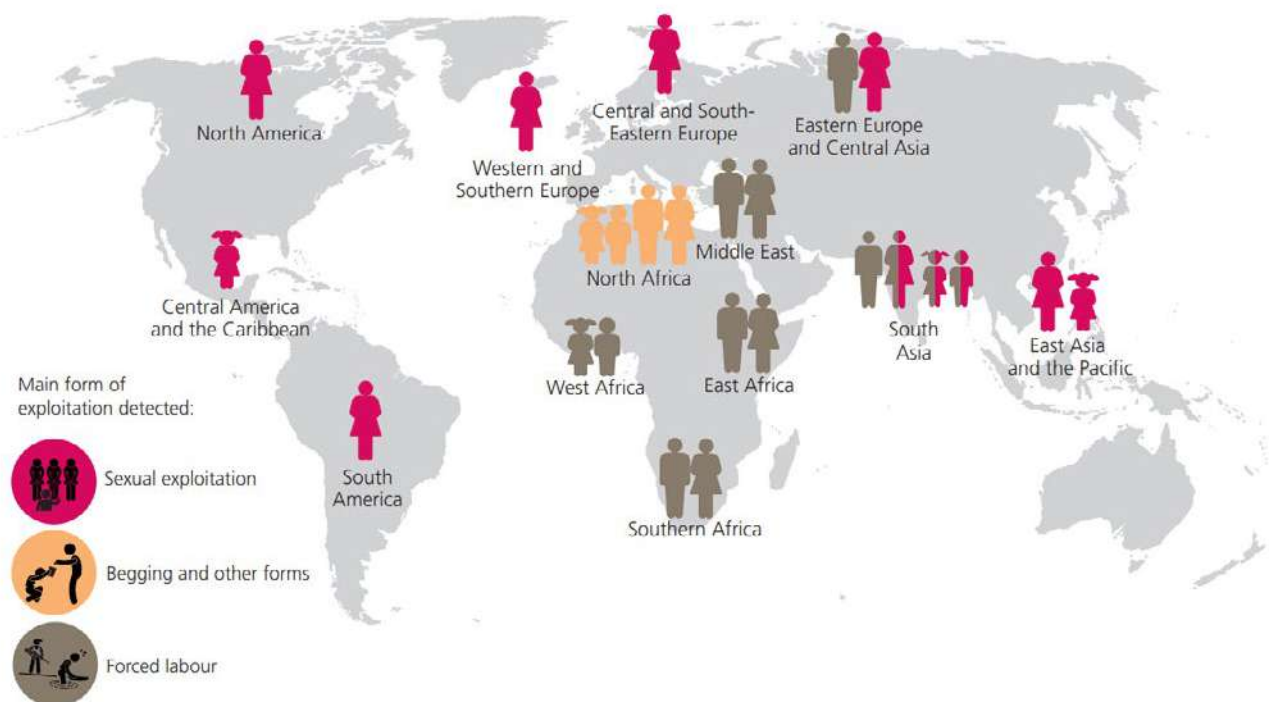 North America
Central and South-
Eastern Europe
Eastern Europe
and Central Asia
Western and
Southern Europe
Middle East
North Africa
Central America
and the Caribbean
South
Asia
East Asia
and the Pacific
West Africa
East Africa
South
America
Southern Africa
Main form of
exploitation detected:
Sexual exploitation
Begging and other forms
Forced labour